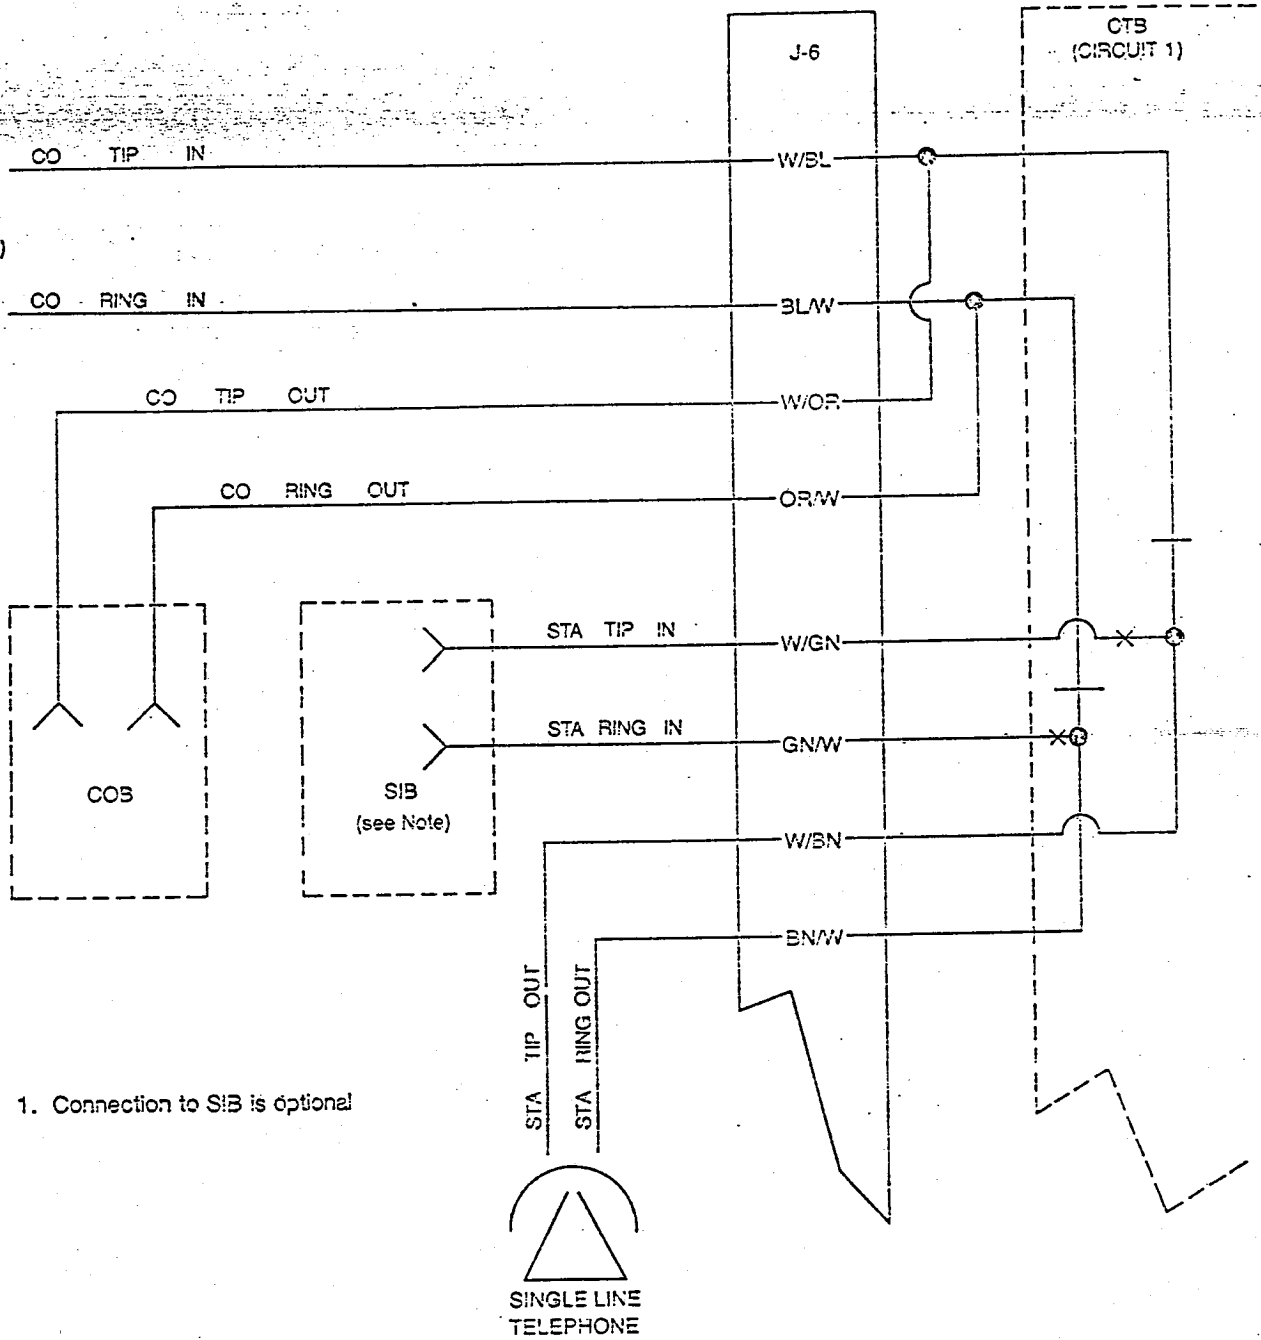 J-6
CTB
(CIRCUIT 1)
CO TIP IN
W/BL
)
CO RING IN
BL/W
CO TIP OUT
W/OR
CO RING OUT
OR/W
STA TIP IN
W/GN
STA RING IN
GN/W
COB
SIB
(see Note)
W/BN
BN/W
STA TIP OUT
STA RING OUT
1. Connection to SIB is optional
SINGLE LINE
TELEPHONE